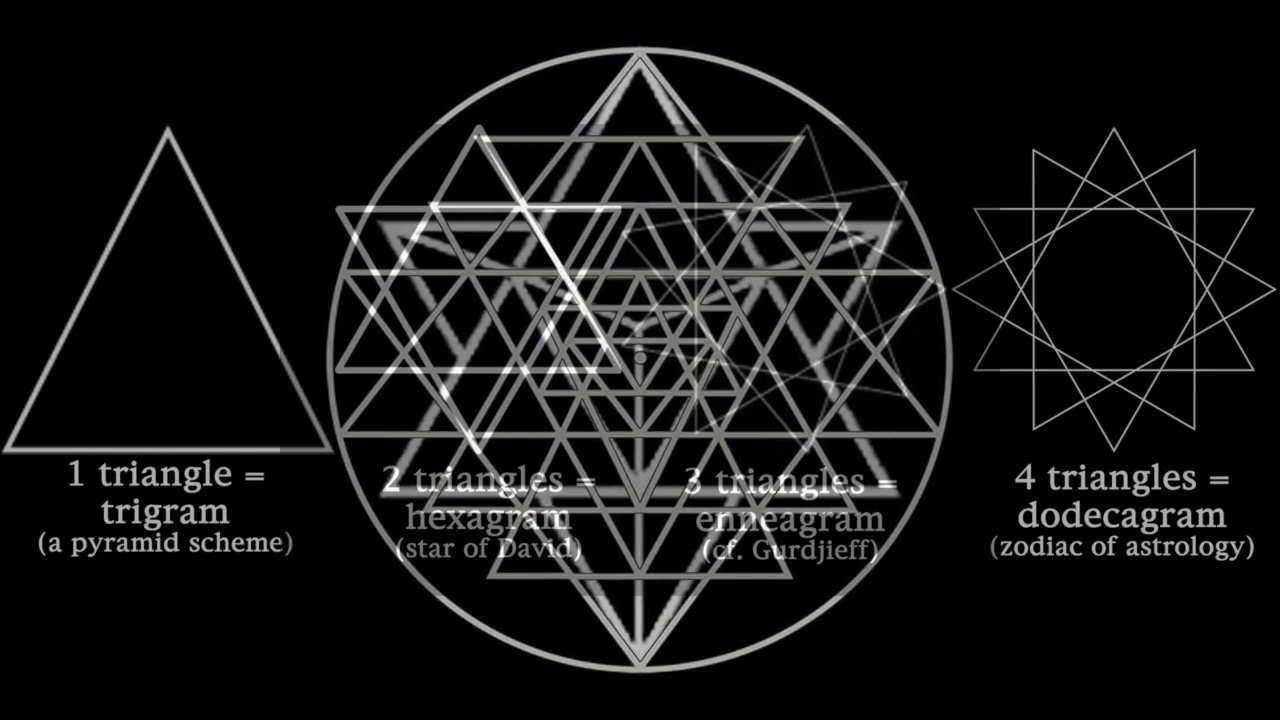 1 triangle =
trigram
(a pyramid scheme)
2 triangles =
hexagram
(star of David)
3 triangles =
enneagram
(cf. Gurdjieff)
4 triangles =
dodecagram
(zodiac of astrology)